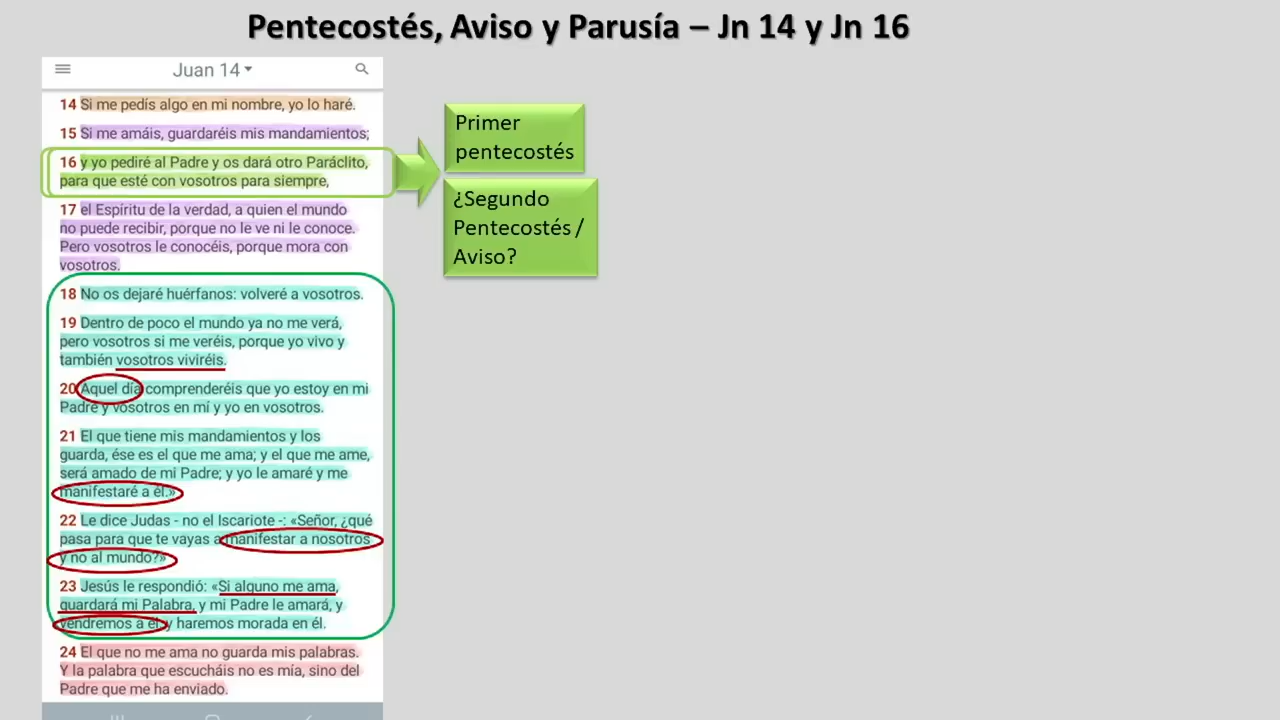 Pentecostés, Aviso y Parusía – Jn 14 y Jn 16
Juan 14
14 Si me pedís algo en mi nombre, yo lo haré.
15 Si me amáis, guardaréis mis mandamientos;
16 y yo pediré al Padre y os dará otro Paráclito,
para que esté con vosotros para siempre,
17 el Espíritu de la verdad, a quien el mundo
no puede recibir, porque no le ve ni le conoce.
Pero vosotros le conocéis, porque mora con
vosotros.
18 No os dejaré huérfanos: volveré a vosotros.
19 Dentro de poco el mundo ya no me verá,
pero vosotros si me veréis, porque yo vivo y
también vosotros viviréis.
20 Aquel día comprenderéis que yo estoy en mi
Padre y vosotros en mí y yo en vosotros.
21 El que tiene mis mandamientos y los
guarda, ése es el que me ama; y el que me ame,
será amado de mi Padre; y yo le amaré y me
manifestaré a él.»
22 Le dice Judas - no el Iscariote -: «Señor, ¿qué
pasa para que te vayas a manifestar a nosotros
y no al mundo?»
23 Jesús le respondió: «Si alguno me ama,
guardará mi Palabra, y mi Padre le amará, y
vendremos a él, y haremos morada en él.
24 El que no me ama no guarda mis palabras.
Y la palabra que escucháis no es mía, sino del
Padre que me ha enviado.
Primer
pentecostés
¿Segundo
Pentecostés /
Aviso?